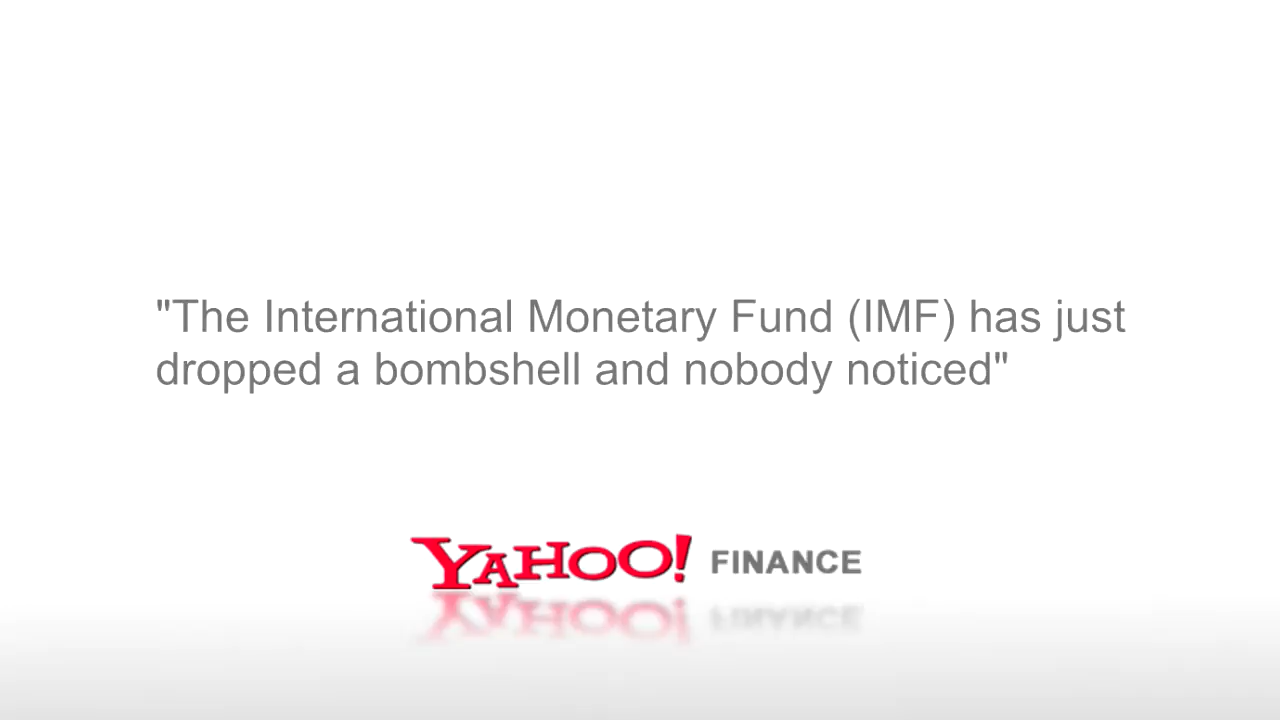 "The International Monetary Fund (IMF) has just
dropped a bombshell and nobody noticed"
YAHOO! FINANCE